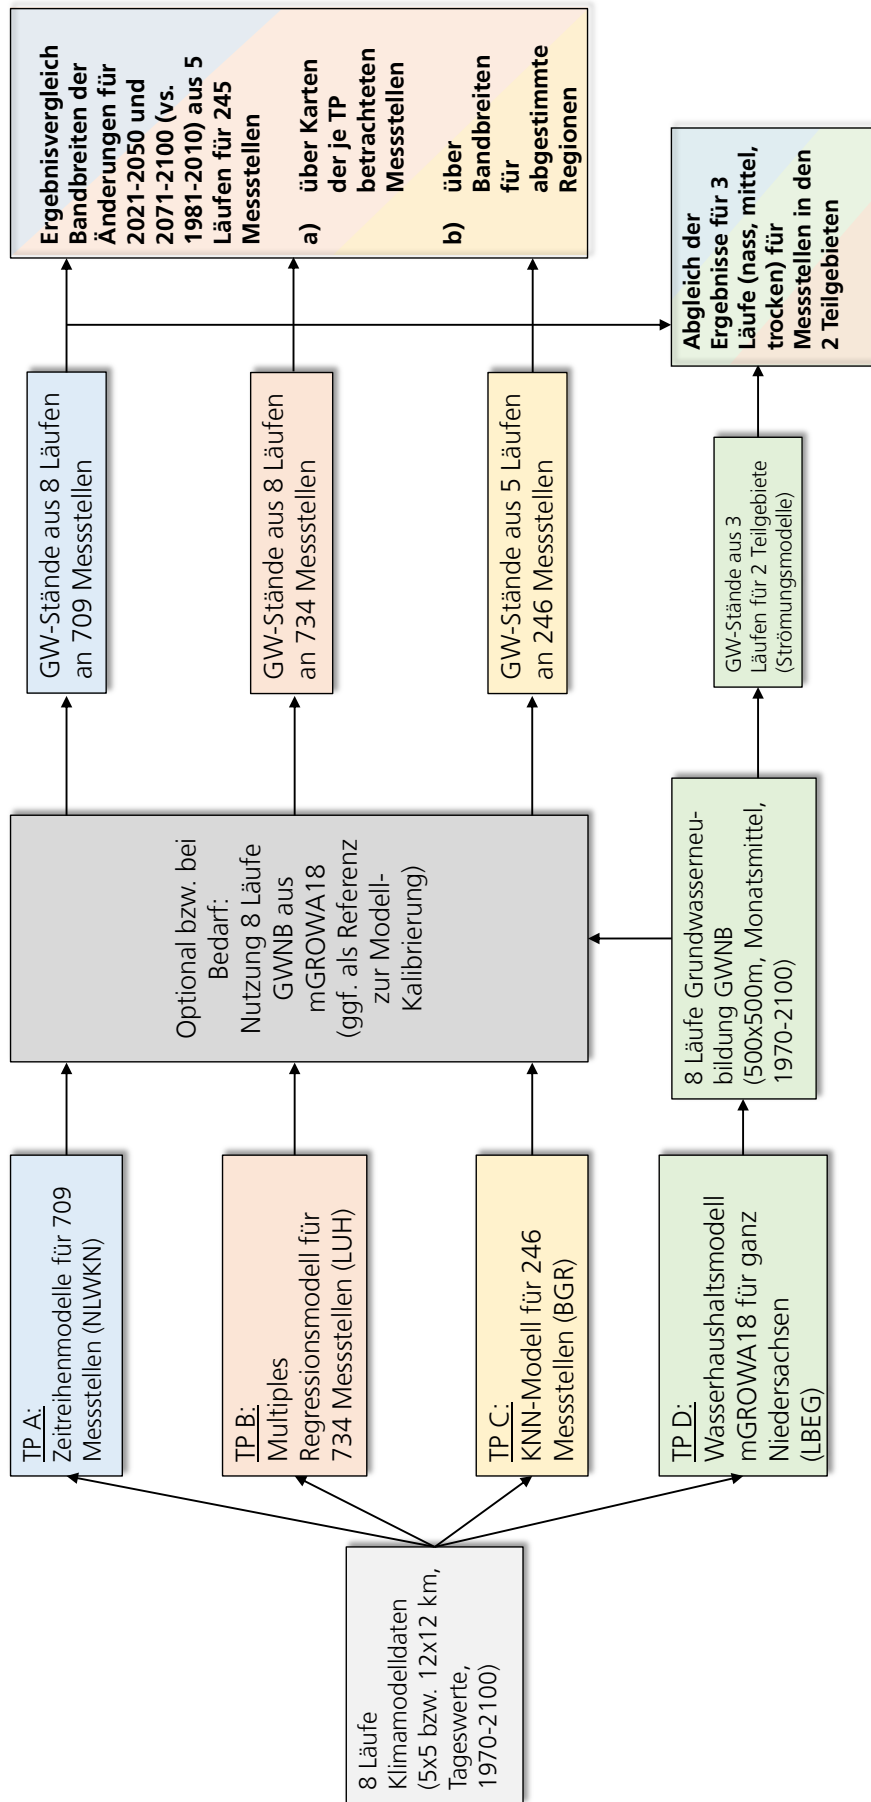 8 Läufe
Klimamodelldaten
(5x5 bzw. 12x12 km,
Tageswerte,
1970-2100)
TP A:
Zeitreihenmodelle für 709
Messstellen (NLWKN)
TP B:
Multiples
Regressionsmodell für
734 Messstellen (LUH)
TP C:
KNN-Modell für 246
Messstellen (BGR)
TP D:
Wasserhaushaltsmodell
mGROWA18 für ganz
Niedersachsen
(LBEG)
Optional bzw. bei
Bedarf:
Nutzung 8 Läufe
GWNB aus
mGROWA18
(ggf. als Referenz
zur Modell-
Kalibrierung)
8 Läufe Grundwasserneu-
bildung GWNB
(500x500m, Monatsmittel,
1970-2100)
GW-Stände aus 8 Läufen
an 709 Messstellen
GW-Stände aus 8 Läufen
an 734 Messstellen
GW-Stände aus 5 Läufen
an 246 Messstellen
GW-Stände aus 3
Läufen für 2 Teilgebiete
(Strömungsmodelle)
Ergebnisvergleich
Bandbreiten der
Änderungen für
2021-2050 und
2071-2100 (vs.
1981-2010) aus 5
Läufen für 245
Messstellen
a) über Karten
der je TP
betrachteten
Messstellen
b) über
Bandbreiten
für
abgestimmte
Regionen
Abgleich der
Ergebnisse für 3
Läufe (nass, mittel,
trocken) für
Messstellen in den
2 Teilgebieten